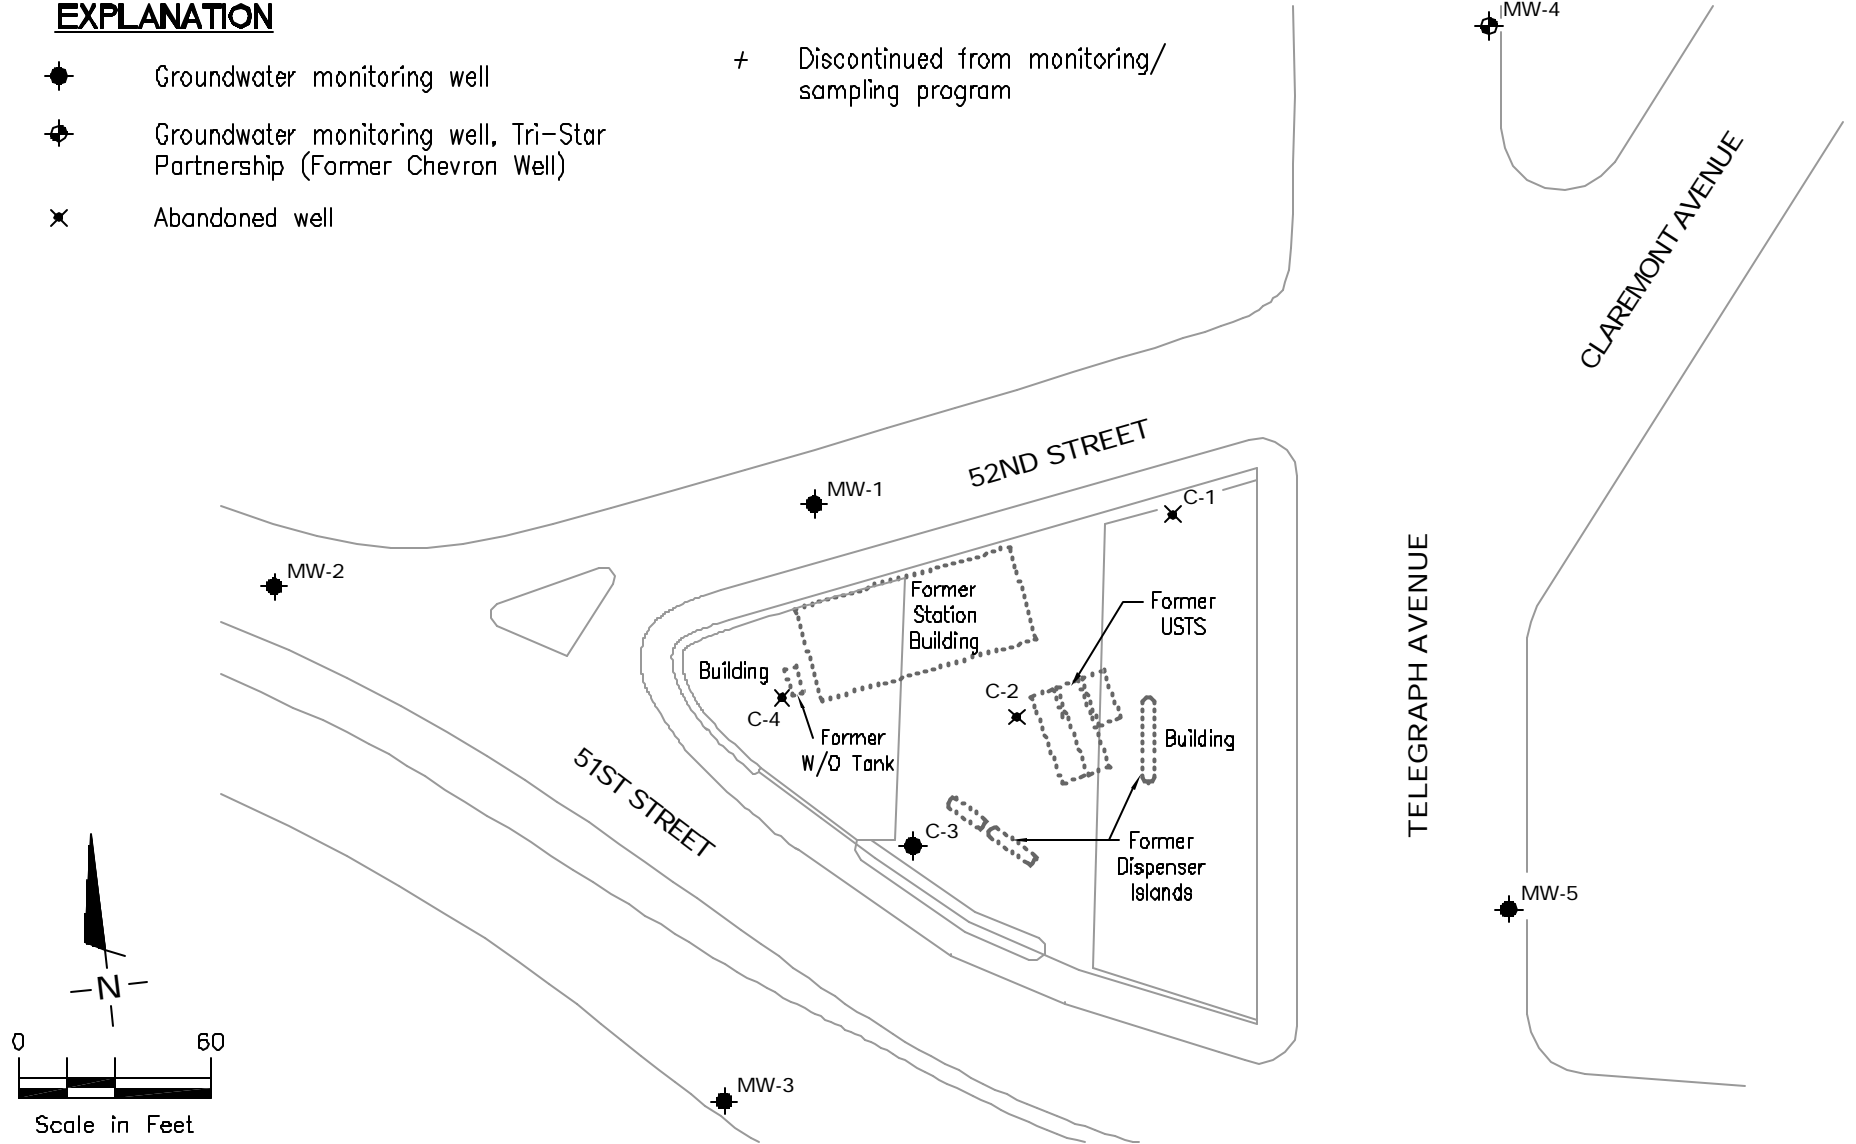 EXPLANATION
Groundwater monitoring well
Groundwater monitoring well, Tri-Star
Partnership (Former Chevron Well)
Abandoned well
+ Discontinued from monitoring/
sampling program
MW-4
CLAREMONT AVENUE
52ND STREET
MW-1
C-1
MW-2
Former
Station
Building
Former
USTS
Building
C-2
C-4
Former
W/O Tank
Building
TELEGRAPH AVENUE
51ST STREET
C-3
Former
Dispenser
Islands
MW-5
N
0 60
Scale in Feet
MW-3